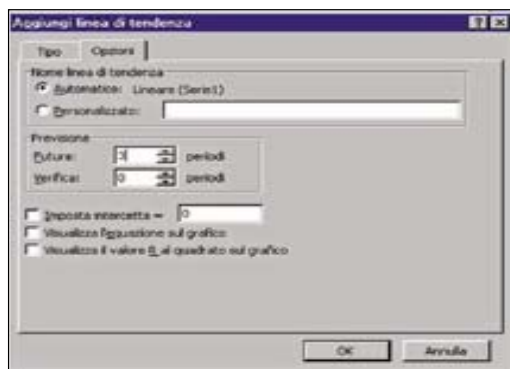 Aggiungi linea di tendenza
Tipo Opzioni
Nome linea di tendenza
Automatico: Lineare (Serie1)
Personalizzato:
Previsione
Future: 3 periodi
Verifica: 0 periodi
Imposta intercetta = 0
Visualizza l'equazione sul grafico
Visualizza il valore R al quadrato sul grafico
OK Annulla